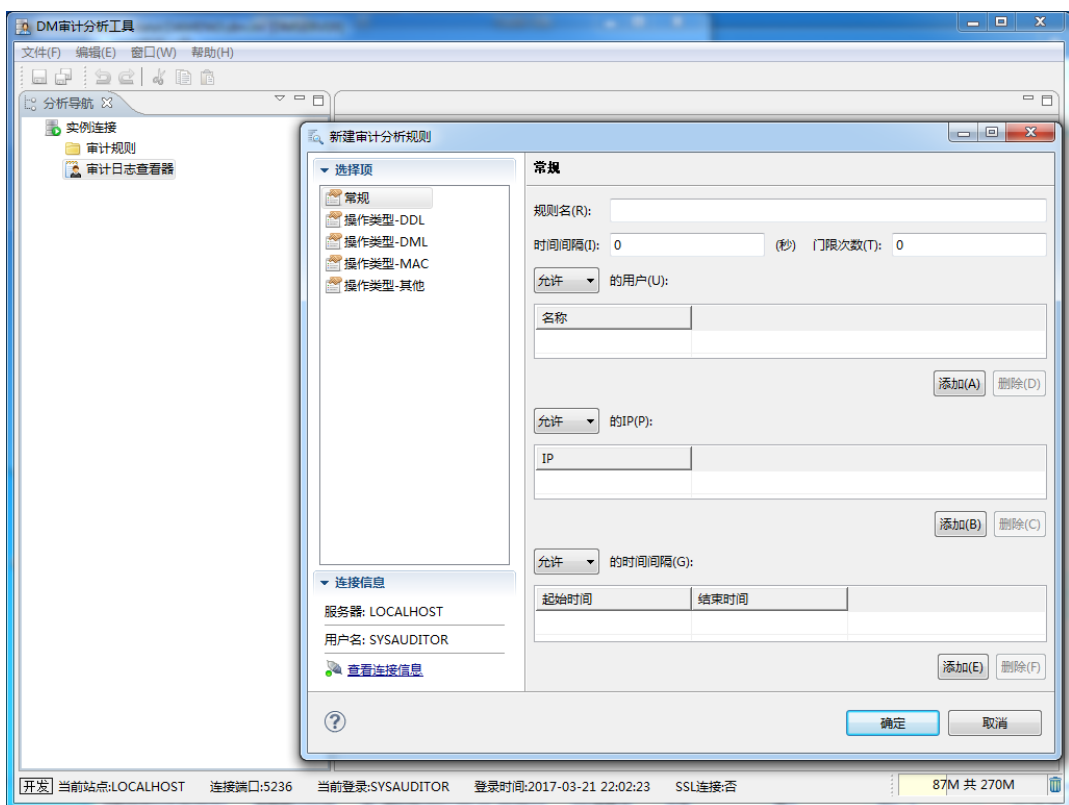 DM审计分析工具
文件(F) 编辑(E) 窗口(W) 帮助(H)
分析导航
实例连接
审计规则
审计日志查看器
新建审计分析规则
选择项
常规
操作类型-DDL
操作类型-DML
操作类型-MAC
操作类型-其他
连接信息
服务器: LOCALHOST
用户名: SYSAUDITOR
查看连接信息
常规
规则名(R):
时间间隔(I): 0 (秒) 门限次数(T): 0
允许 的用户(U):
名称
添加(A) 删除(D)
允许 的IP(P):
IP
添加(B) 删除(C)
允许 的时间间隔(G):
起始时间 结束时间
添加(E) 删除(F)
确定 取消
开发 当前站点:LOCALHOST 连接端口:5236 当前登录:SYSAUDITOR 登录时间:2017-03-21 22:02:23 SSL连接:否 87M 共 270M